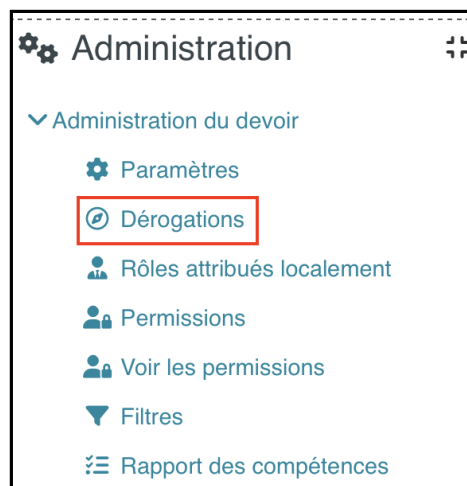 Administration
Administration du devoir
Paramètres
Dérogations
Rôles attribués localement
Permissions
Voir les permissions
Filtres
Rapport des compétences